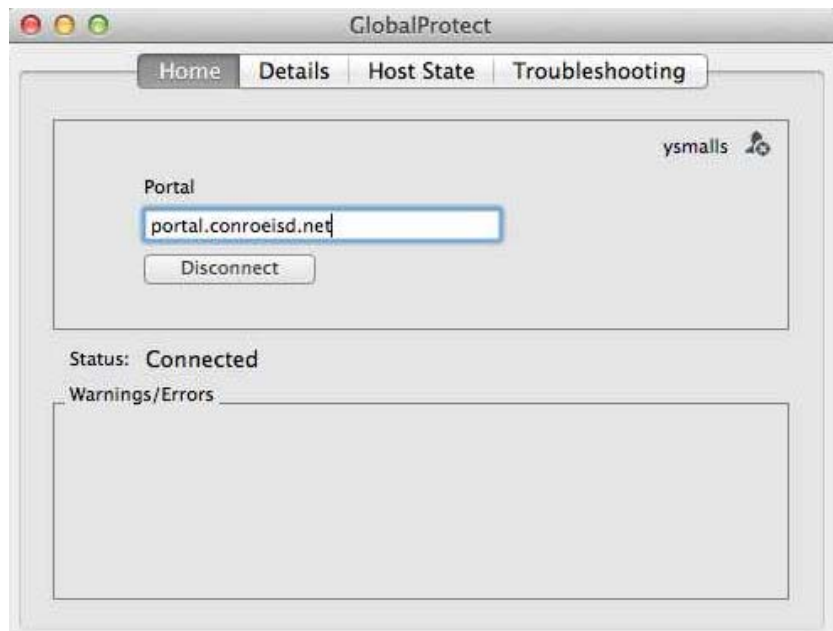 GlobalProtect
Home Details Host State Troubleshooting
ysmalls
Portal
portal.conroeisd.net
Disconnect
Status: Connected
Warnings/Errors